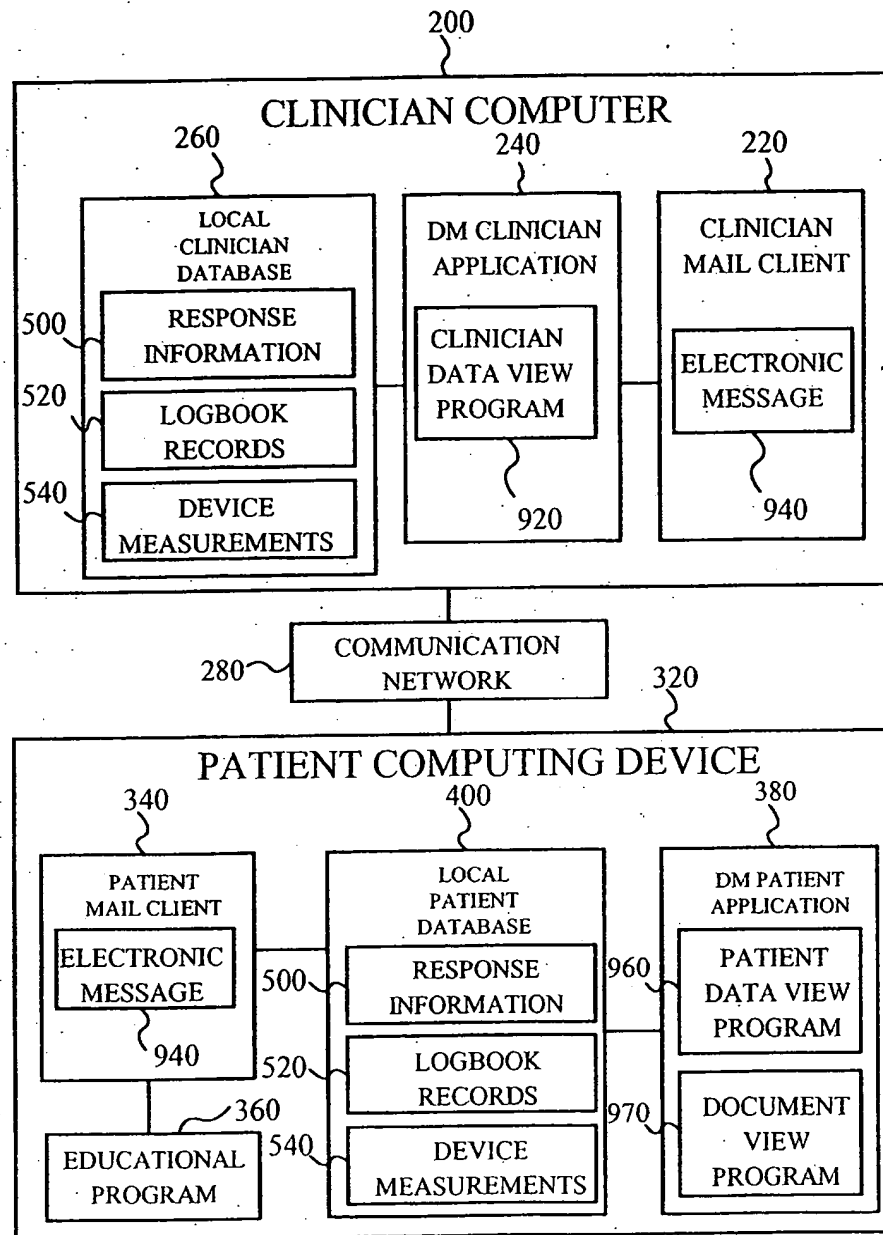 200
CLINICIAN COMPUTER
260
240
220
LOCAL
CLINICIAN
DATABASE
500
RESPONSE
INFORMATION
520
LOGBOOK
RECORDS
540
DEVICE
MEASUREMENTS
DM CLINICIAN
APPLICATION
CLINICIAN
DATA VIEW
PROGRAM
920
CLINICIAN
MAIL CLIENT
ELECTRONIC
MESSAGE
940
280
COMMUNICATION
NETWORK
320
PATIENT COMPUTING DEVICE
340
400
380
PATIENT
MAIL CLIENT
ELECTRONIC
MESSAGE
940
360
EDUCATIONAL
PROGRAM
LOCAL
PATIENT
DATABASE
500
RESPONSE
INFORMATION
520
LOGBOOK
RECORDS
540
DEVICE
MEASUREMENTS
DM PATIENT
APPLICATION
960
PATIENT
DATA VIEW
PROGRAM
970
DOCUMENT
VIEW
PROGRAM